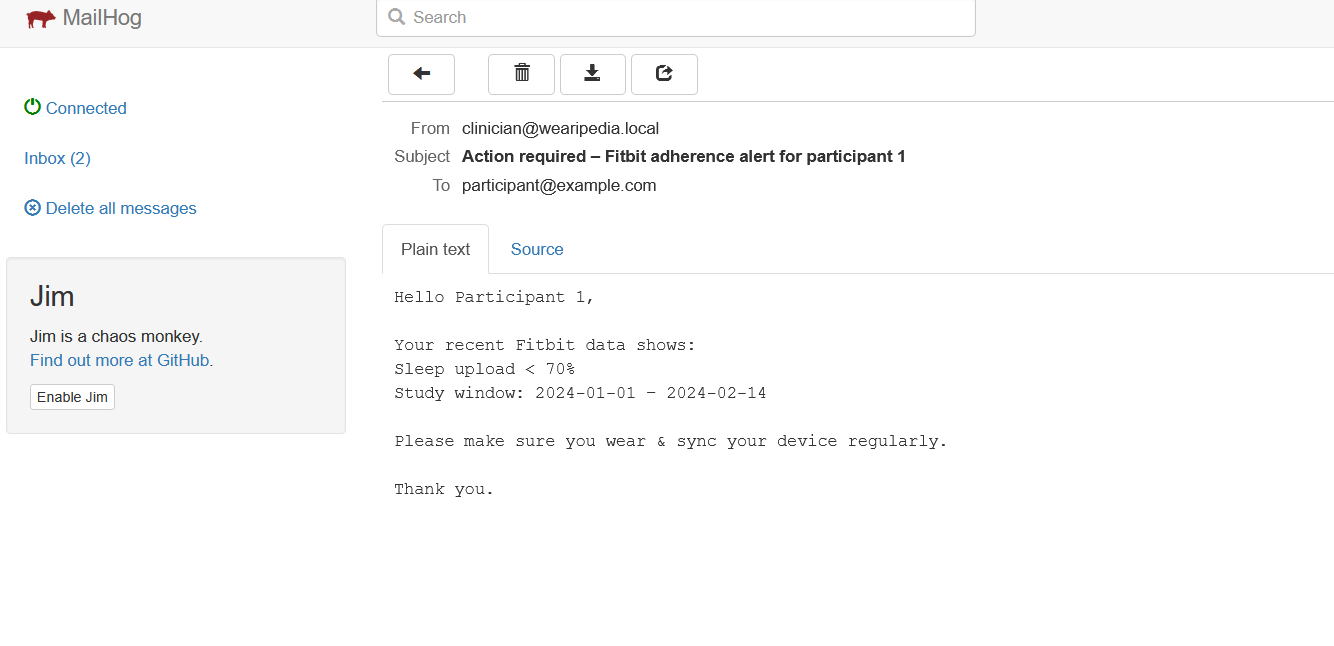 MailHog
Search
Connected
Inbox (2)
Delete all messages
Jim
Jim is a chaos monkey.
Find out more at GitHub.
Enable Jim
From clinician@wearipedia.local
Subject Action required – Fitbit adherence alert for participant 1
To participant@example.com
Plain text Source
Hello Participant 1,
Your recent Fitbit data shows:
Sleep upload < 70%
Study window: 2024-01-01 – 2024-02-14
Please make sure you wear & sync your device regularly.
Thank you.